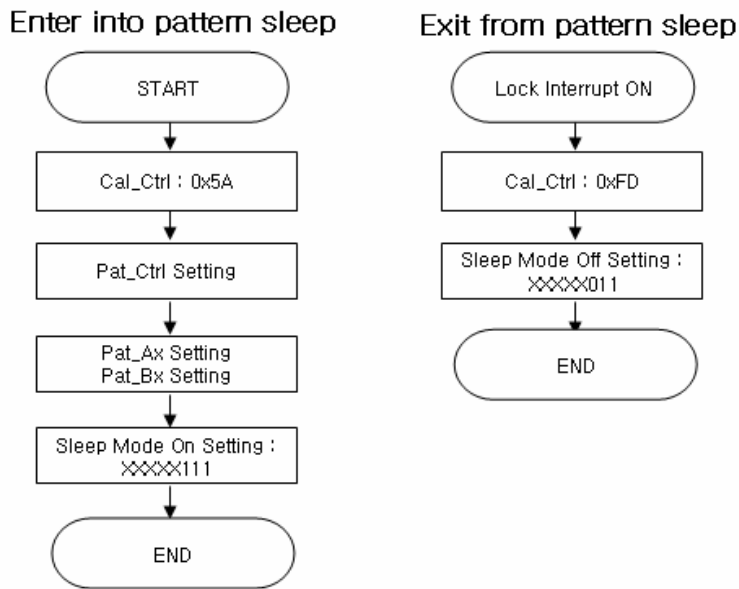 Enter into pattern sleep
START
Cal_Ctrl : 0x5A
Pat_Ctrl Setting
Pat_Ax Setting
Pat_Bx Setting
Sleep Mode On Setting :
XXXXX111
END
Exit from pattern sleep
Lock Interrupt ON
Cal_Ctrl : 0xFD
Sleep Mode Off Setting :
XXXXX011
END